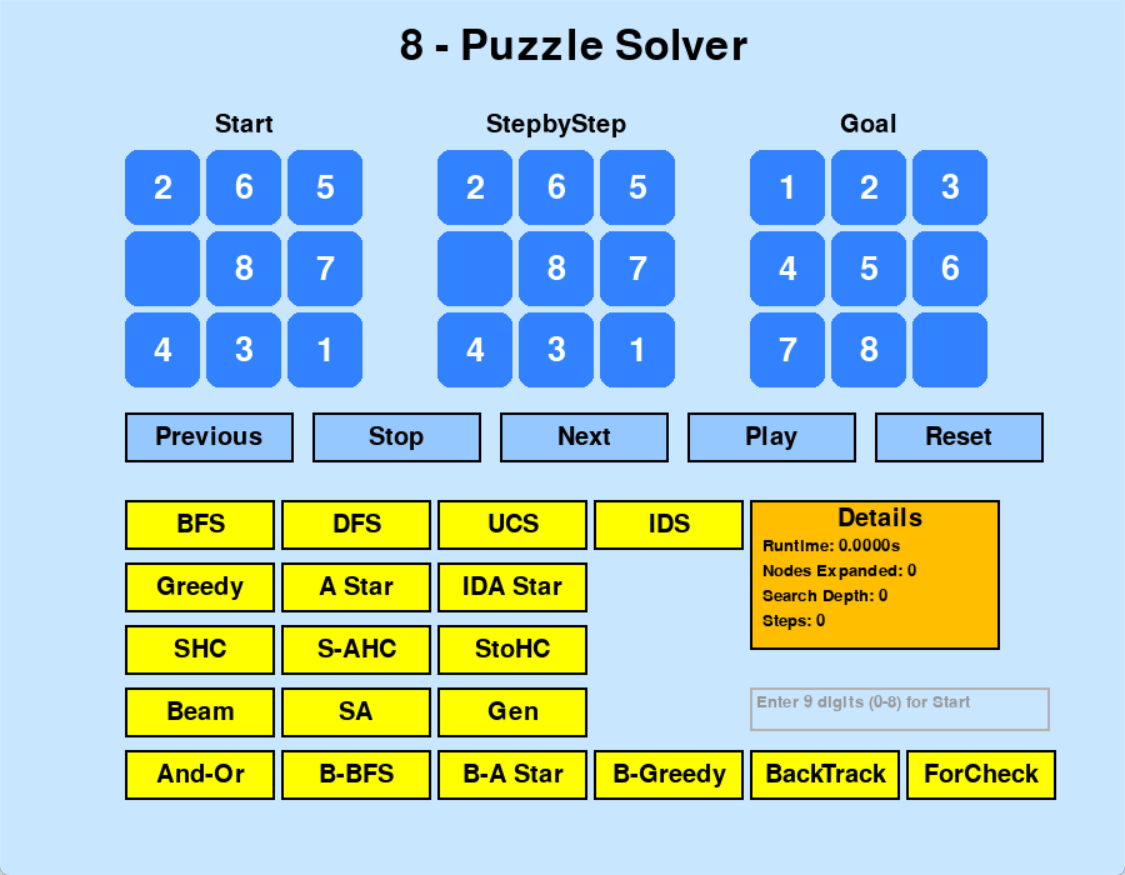 8 - Puzzle Solver
Start StepbyStep Goal
2 6 5 2 6 5 1 2 3
8 7 8 7 4 5 6
4 3 1 4 3 1 7 8
Previous Stop Next Play Reset
BFS DFS UCS IDS
Greedy A Star IDA Star
SHC S-AHC StoHC
Beam SA Gen
And-Or B-BFS B-A Star B-Greedy BackTrack ForCheck
Details
Runtime: 0.0000s
Nodes Expanded: 0
Search Depth: 0
Steps: 0
Enter 9 digits (0-8) for Start